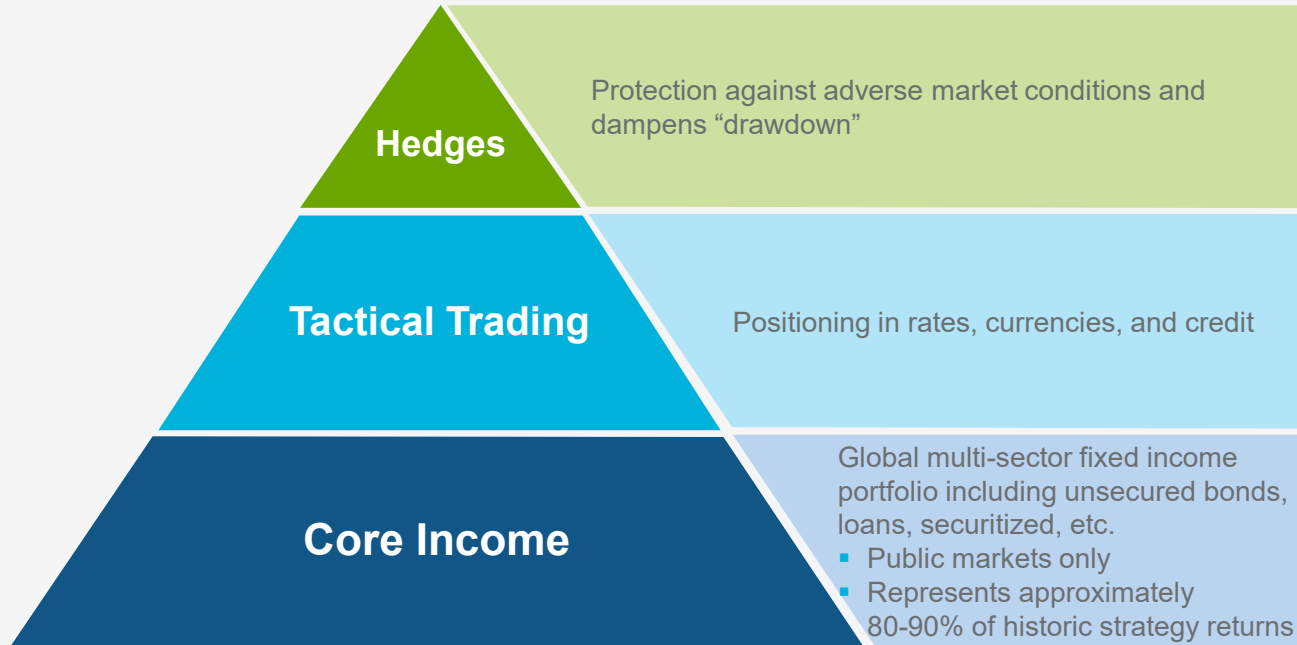 Hedges
Protection against adverse market conditions and
dampens “drawdown”
Tactical Trading
Positioning in rates, currencies, and credit
Core Income
Global multi-sector fixed income
portfolio including unsecured bonds,
loans, securitized, etc.
▪ Public markets only
▪ Represents approximately
80-90% of historic strategy returns